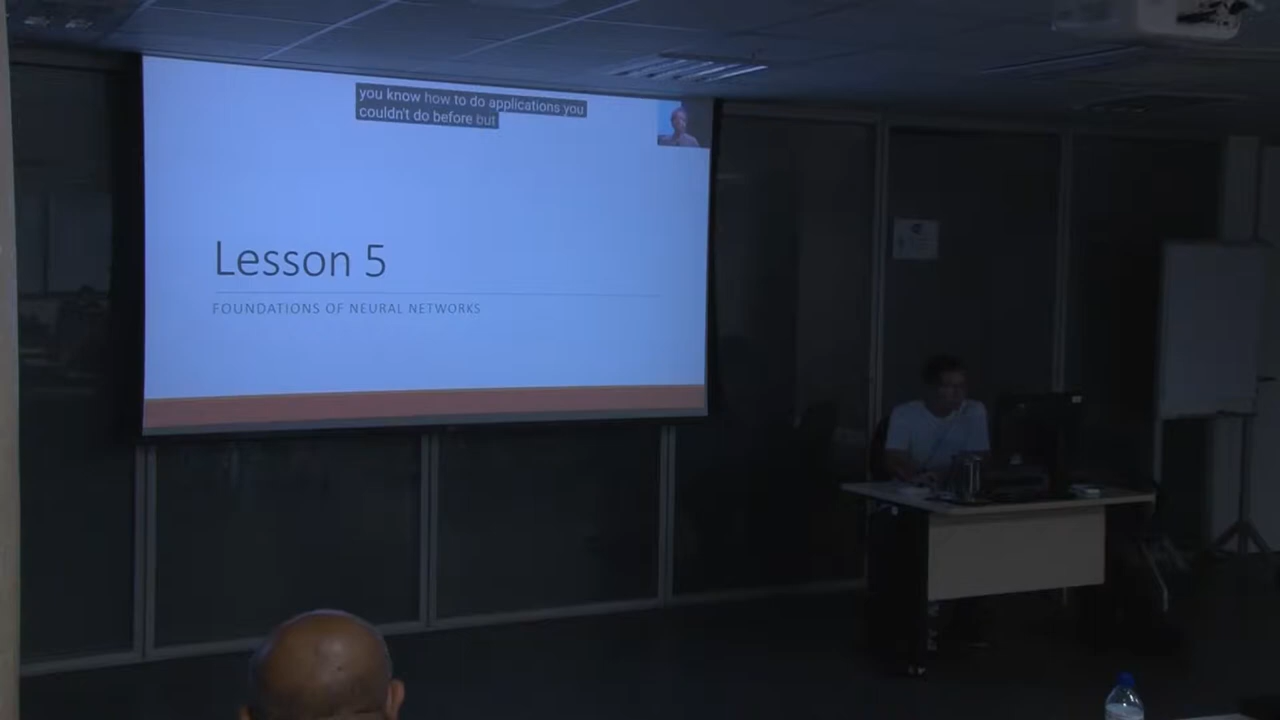 you know how to do applications you
couldn't do before but
Lesson 5
FOUNDATIONS OF NEURAL NETWORKS